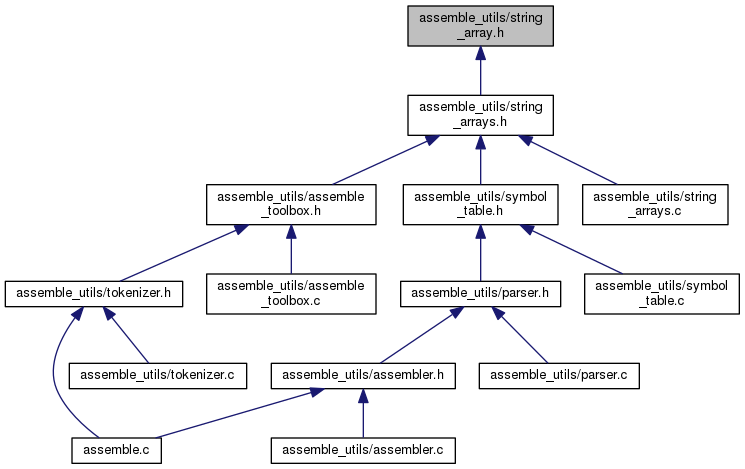 assemble_utils/string
_array.h
assemble_utils/string
_arrays.h
assemble_utils/assemble
_toolbox.h
assemble_utils/symbol
_table.h
assemble_utils/string
_arrays.c
assemble_utils/tokenizer.h
assemble_utils/assemble
_toolbox.c
assemble_utils/parser.h
assemble_utils/symbol
_table.c
assemble_utils/tokenizer.c
assemble_utils/assembler.h
assemble_utils/parser.c
assemble.c
assemble_utils/assembler.c